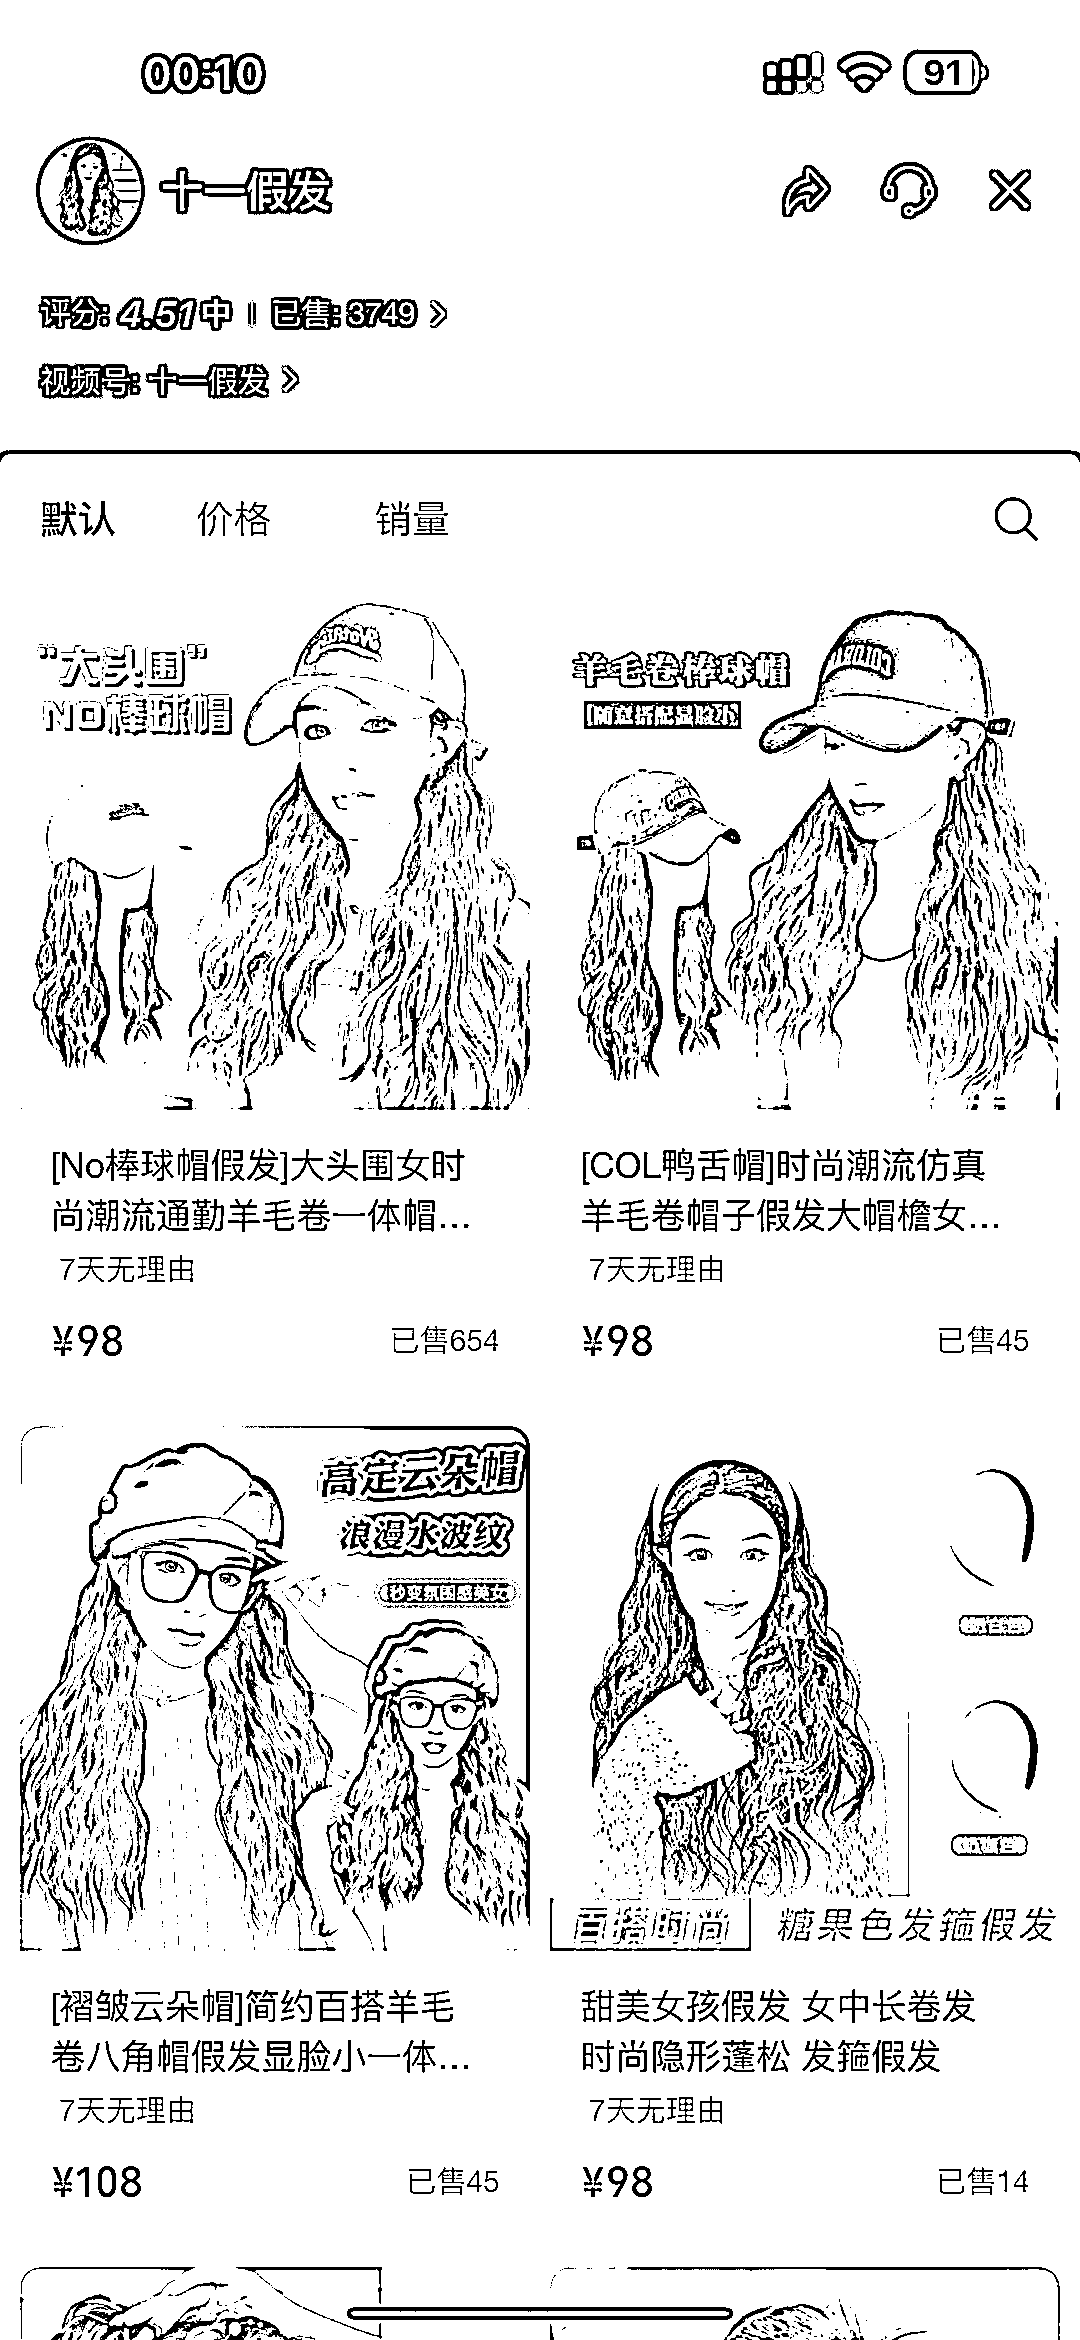 00:10
91
十一假发
评分: 4.51 中 | 已售: 3749
视频号: 十一假发
默认 价格 销量
"大头围"
NO棒球帽
羊毛卷棒球帽
[No棒球帽假发]大头围女时
尚潮流通勤羊毛卷一体帽...
7天无理由
¥98 已售654
[COL鸭舌帽]时尚潮流仿真
羊毛卷帽子假发大帽檐女...
7天无理由
¥98 已售45
高定云朵帽
浪漫水波纹
秒变氛围感美女
百搭时尚 糖果色发箍假发
[褶皱云朵帽]简约百搭羊毛
卷八角帽假发显脸小一体...
7天无理由
¥108 已售45
甜美女孩假发 女中长卷发
时尚隐形蓬松 发箍假发
7天无理由
¥98 已售14